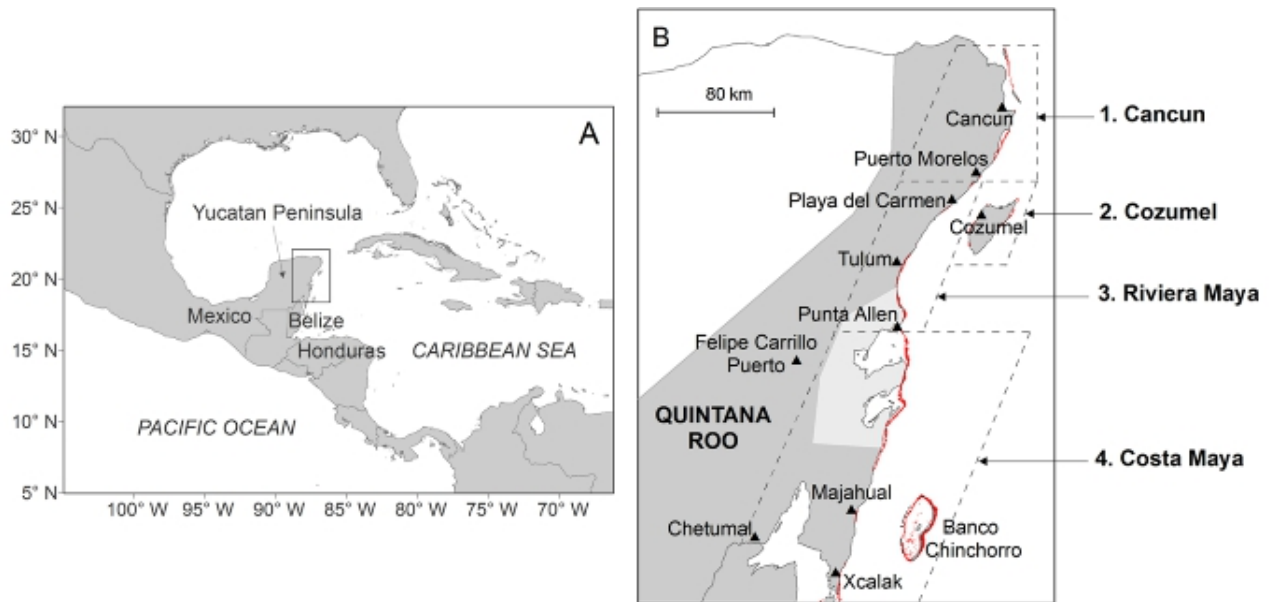 A
30° N
25° N
20° N
15° N
10° N
5° N
Yucatan Peninsula
Mexico
Belize
Honduras
CARIBBEAN SEA
PACIFIC OCEAN
100° W
90° W
90° W
85° W
80° W
75° W
70° W
B
80 km
Cancun
Puerto Morelos
Playa del Carmen
Cozumel
Tulum
Punta Allen
Felipe Carrillo
Puerto
QUINTANA
ROO
Majahual
Chetumal
Banco
Chinchorro
Xcalak
1. Cancun
2. Cozumel
3. Riviera Maya
4. Costa Maya